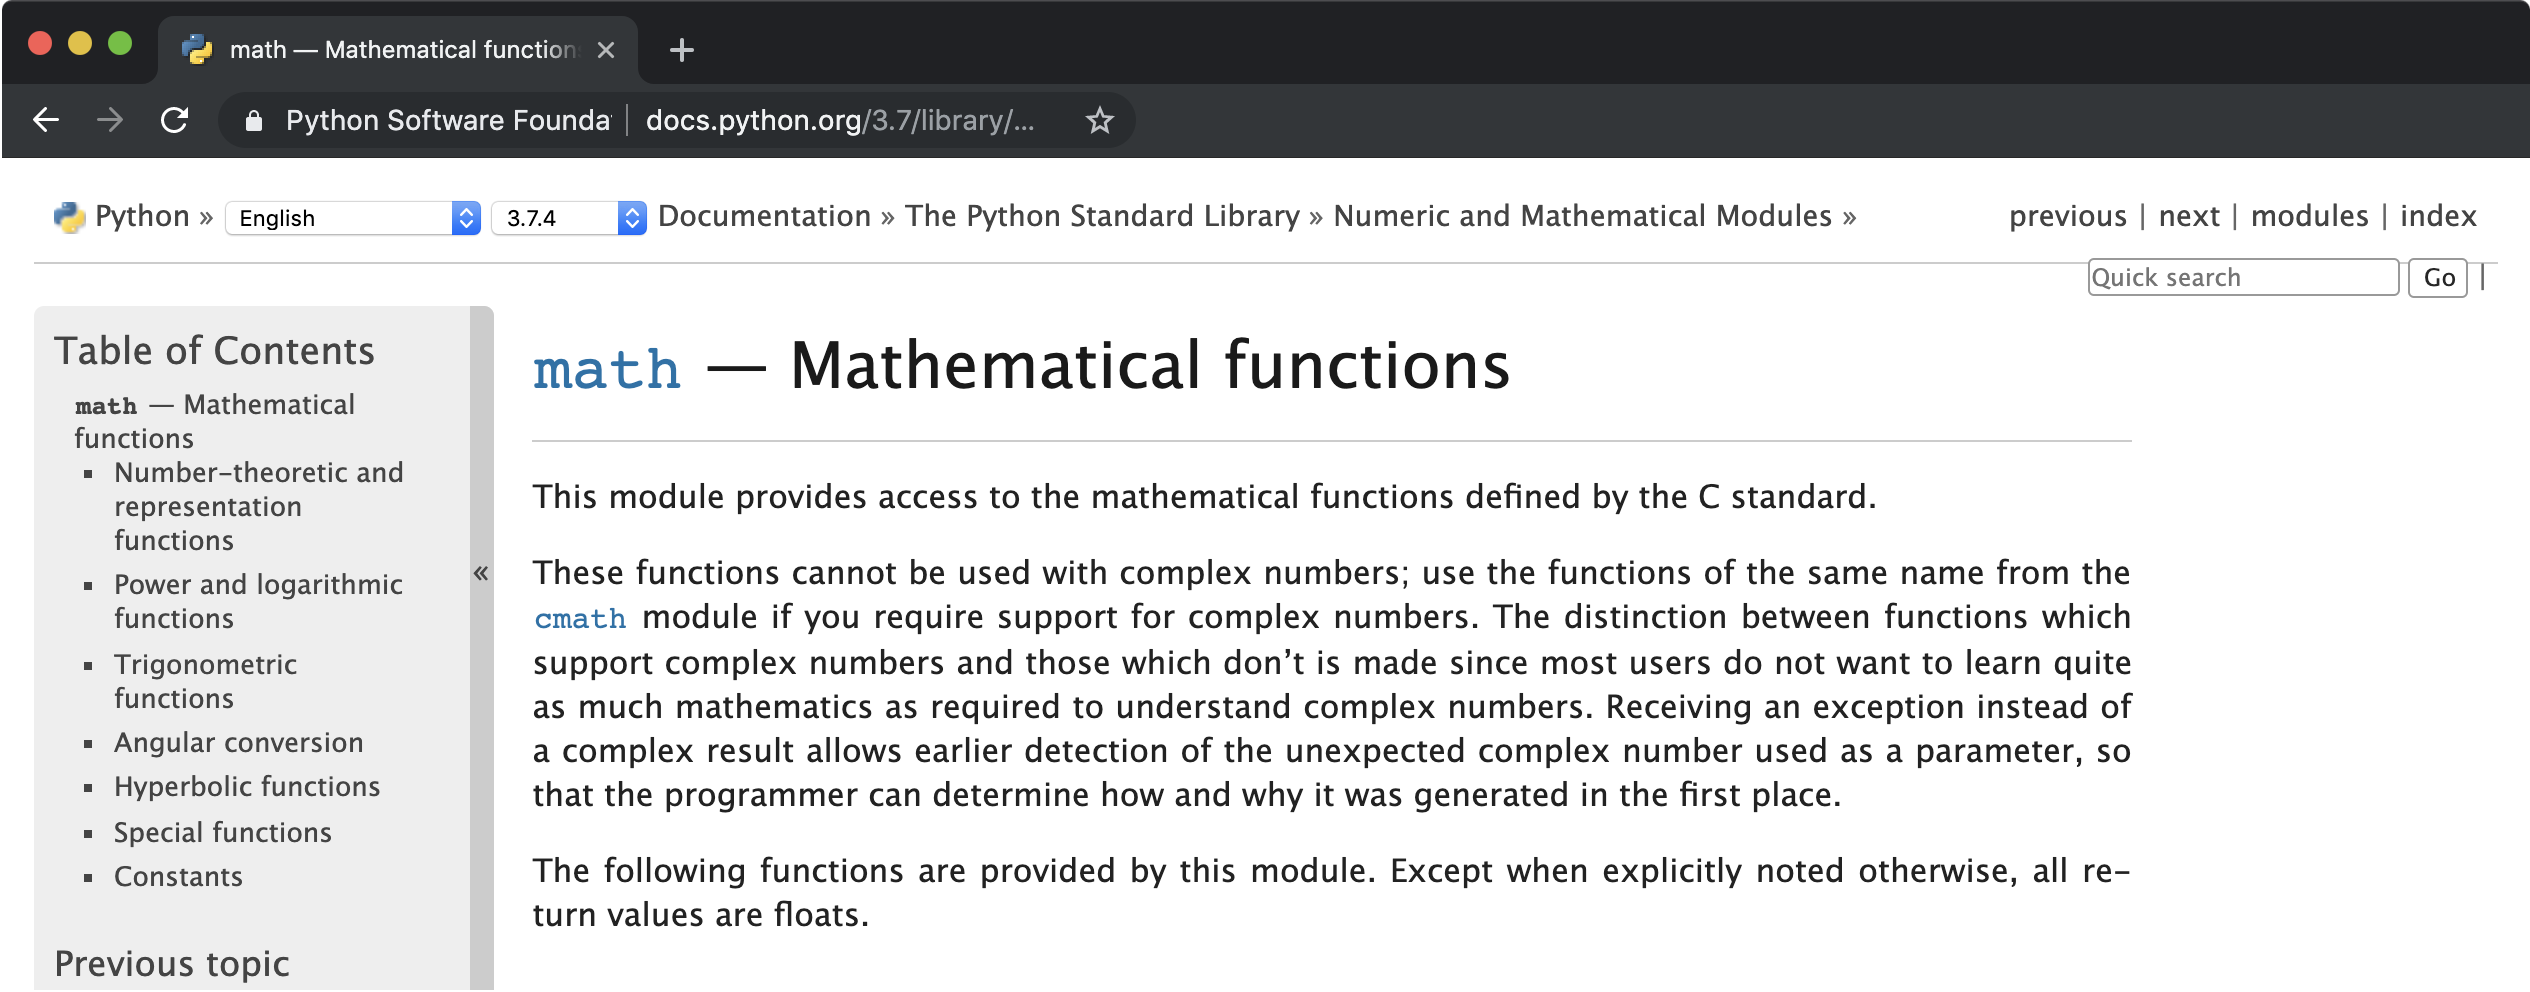 math — Mathematical function
Python Software Founda
docs.python.org/3.7/library/...
Python » English 3.7.4 Documentation » The Python Standard Library » Numeric and Mathematical Modules »
previous | next | modules | index
Quick search Go |
Table of Contents
math — Mathematical
functions
Number-theoretic and
representation
functions
Power and logarithmic
functions
Trigonometric
functions
Angular conversion
Hyperbolic functions
Special functions
Constants
Previous topic
«
math — Mathematical functions
This module provides access to the mathematical functions defined by the C standard.
These functions cannot be used with complex numbers; use the functions of the same name from the
cmath module if you require support for complex numbers. The distinction between functions which
support complex numbers and those which don’t is made since most users do not want to learn quite
as much mathematics as required to understand complex numbers. Receiving an exception instead of
a complex result allows earlier detection of the unexpected complex number used as a parameter, so
that the programmer can determine how and why it was generated in the first place.
The following functions are provided by this module. Except when explicitly noted otherwise, all re-
turn values are floats.